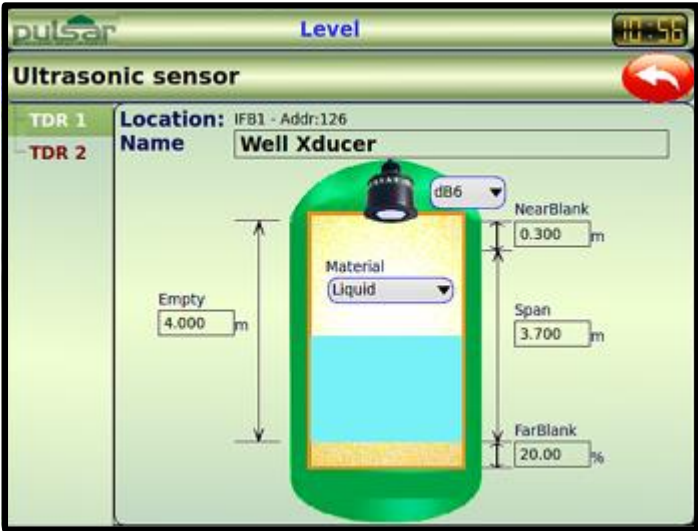 pulsar
Level
10:56
Ultrasonic sensor
TDR 1
TDR 2
Location: IFB1 - Addr:126
Name Well Xducer
dB6
NearBlank
0.300 m
Material
Liquid
Empty
4.000 m
Span
3.700 m
FarBlank
20.00 %